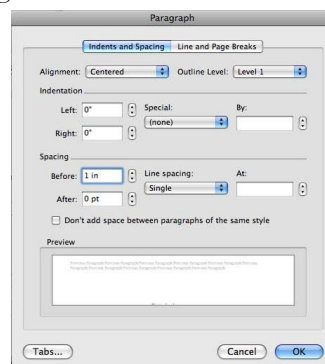 Paragraph
Indents and Spacing Line and Page Breaks
Alignment: Centered Outline Level: Level 1
Indentation
Left: 0" Special: By:
(none)
Right: 0"
Spacing
Before: 1 in Line spacing: At:
Single
After: 0 pt
Don't add space between paragraphs of the same style
Preview
Tabs... Cancel OK